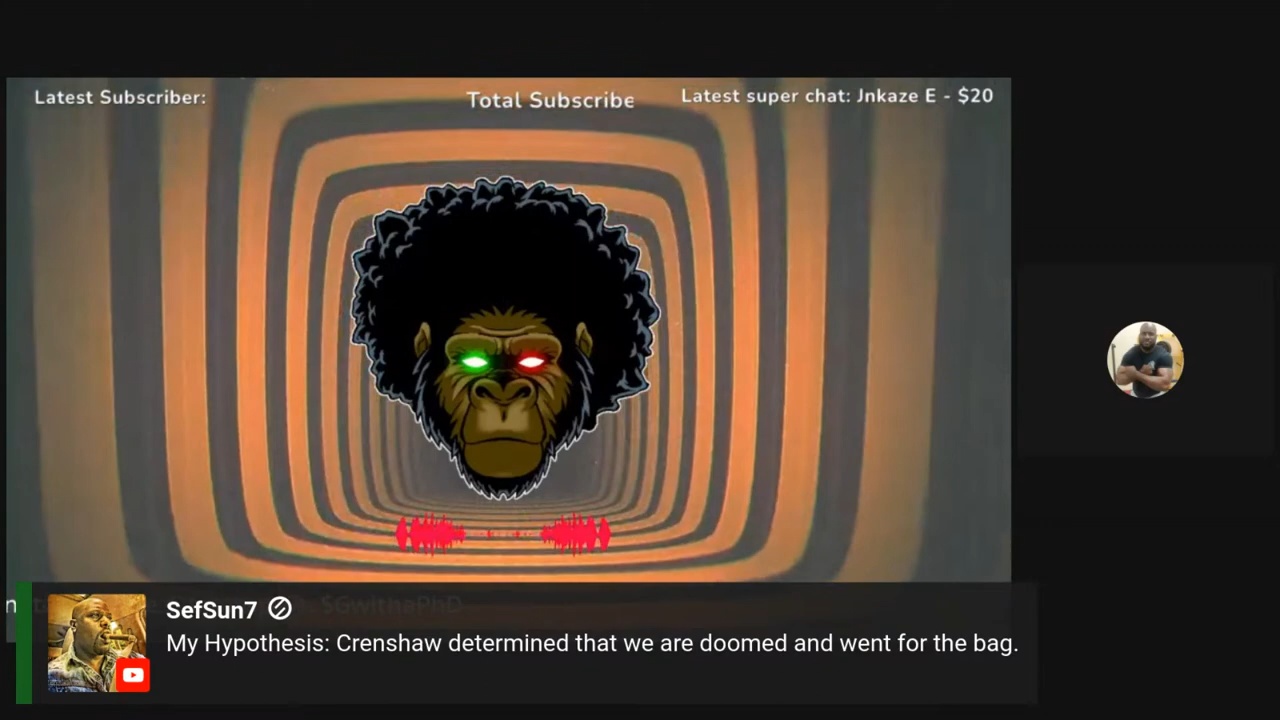 Latest Subscriber:
Total Subscribe
Latest super chat: Jnkaze E - $20
$GwithaPhD
SefSun7
My Hypothesis: Crenshaw determined that we are doomed and went for the bag.